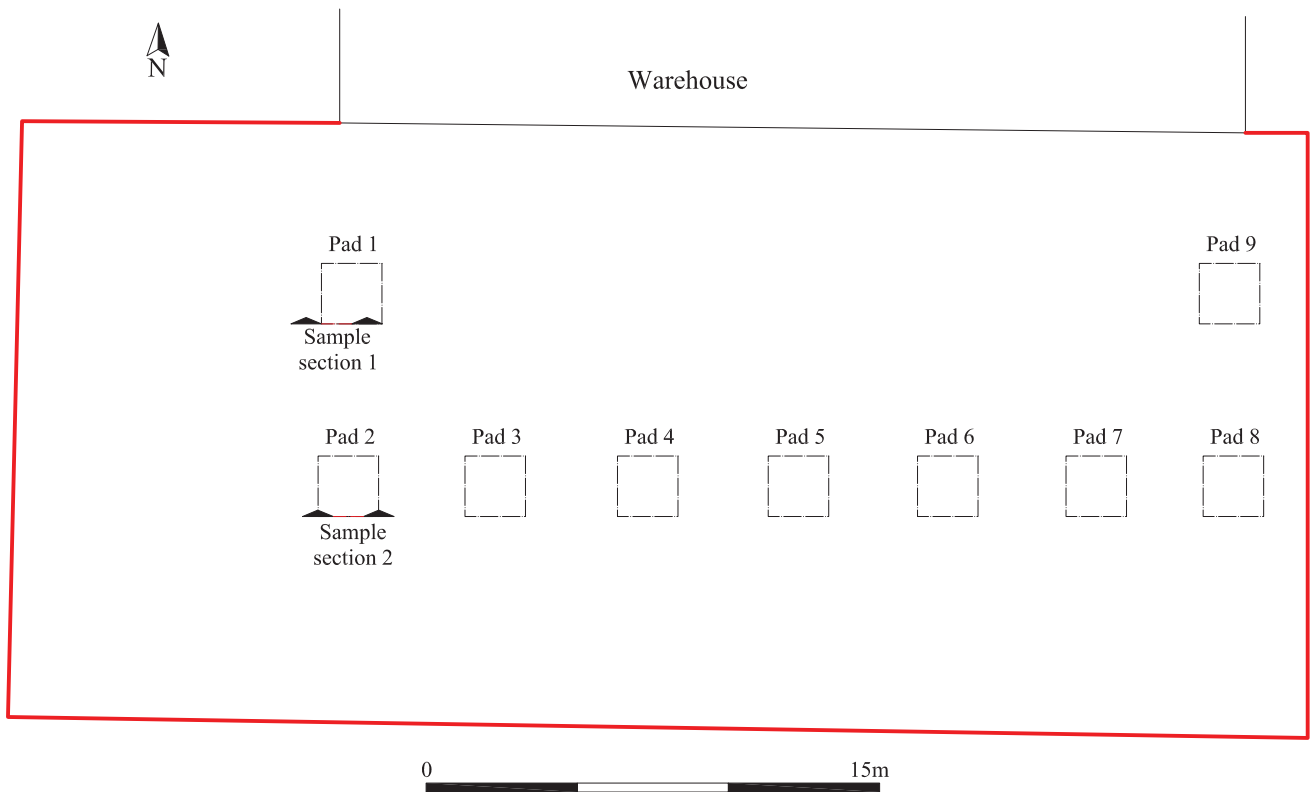 N
Warehouse
Pad 1
Pad 9
Sample
section 1
Pad 2
Pad 3
Pad 4
Pad 5
Pad 6
Pad 7
Pad 8
Sample
section 2
0
15m